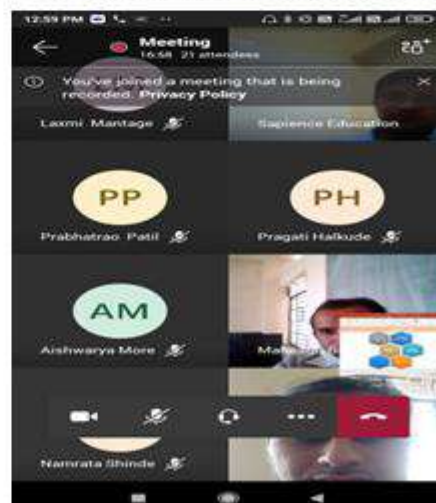 12:59 PM
Meeting
16:58 21 attendees
You've joined a meeting that is being
recorded. Privacy Policy
Laxmi Mantage
Sapience Education
PP
PH
Prabhatrao Patil
Pragati Halkude
AM
Aishwarya More
Namrata Shinde